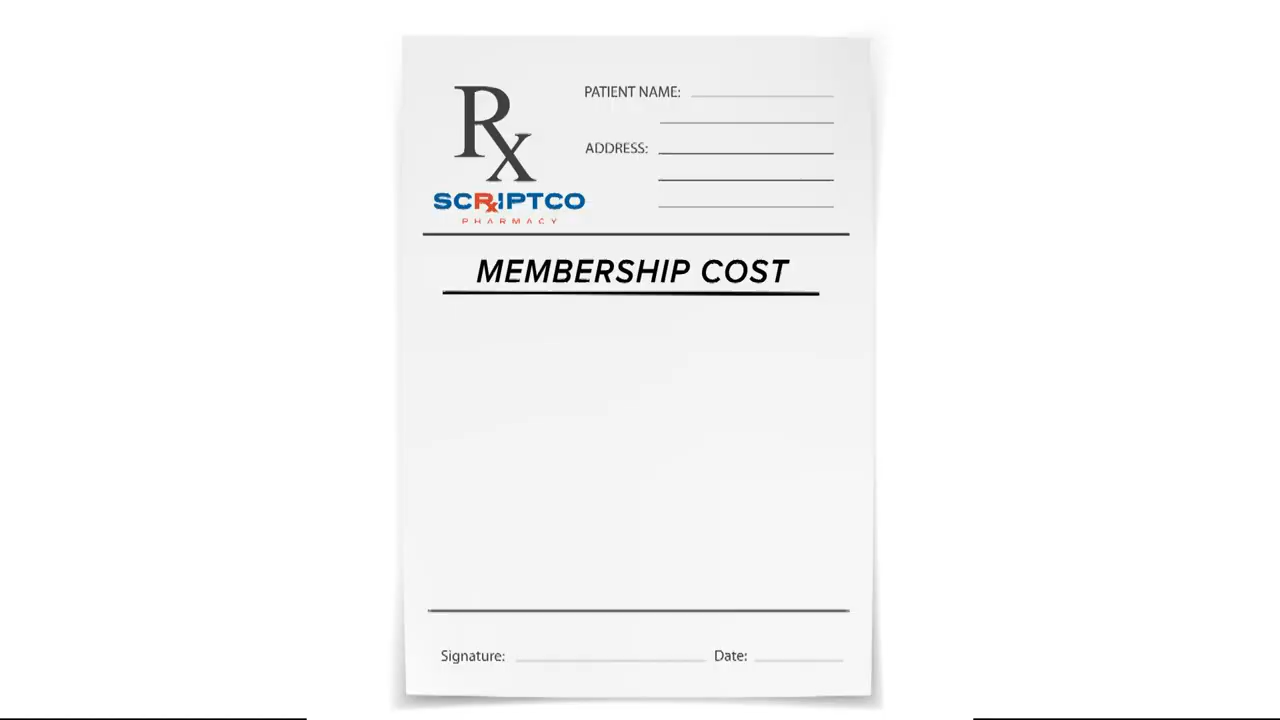 Rx
PATIENT NAME:
ADDRESS:
SCRIPTCO
PHARMACY
MEMBERSHIP COST
Signature:
Date: